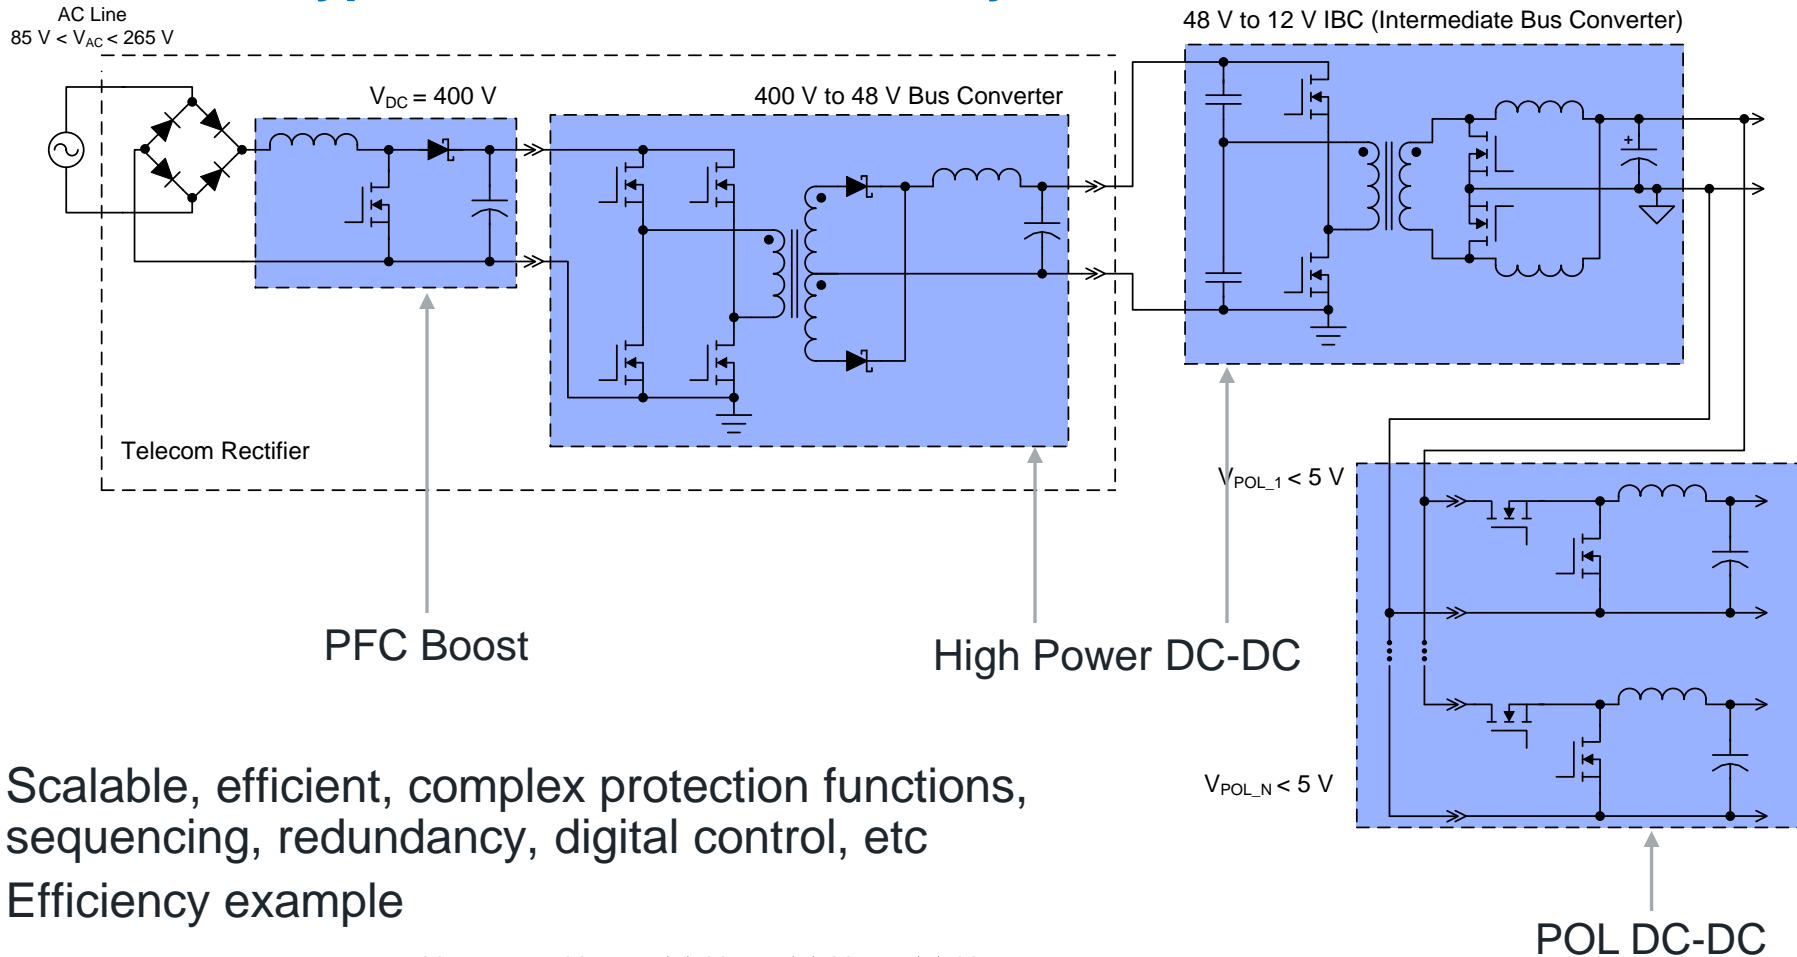 AC Line
85 V < VAC < 265 V
48 V to 12 V IBC (Intermediate Bus Converter)
VDC = 400 V
400 V to 48 V Bus Converter
+
Telecom Rectifier
VPOL_1 < 5 V
PFC Boost
High Power DC-DC
VPOL_N < 5 V
Scalable, efficient, complex protection functions,
sequencing, redundancy, digital control, etc
Efficiency example
POL DC-DC